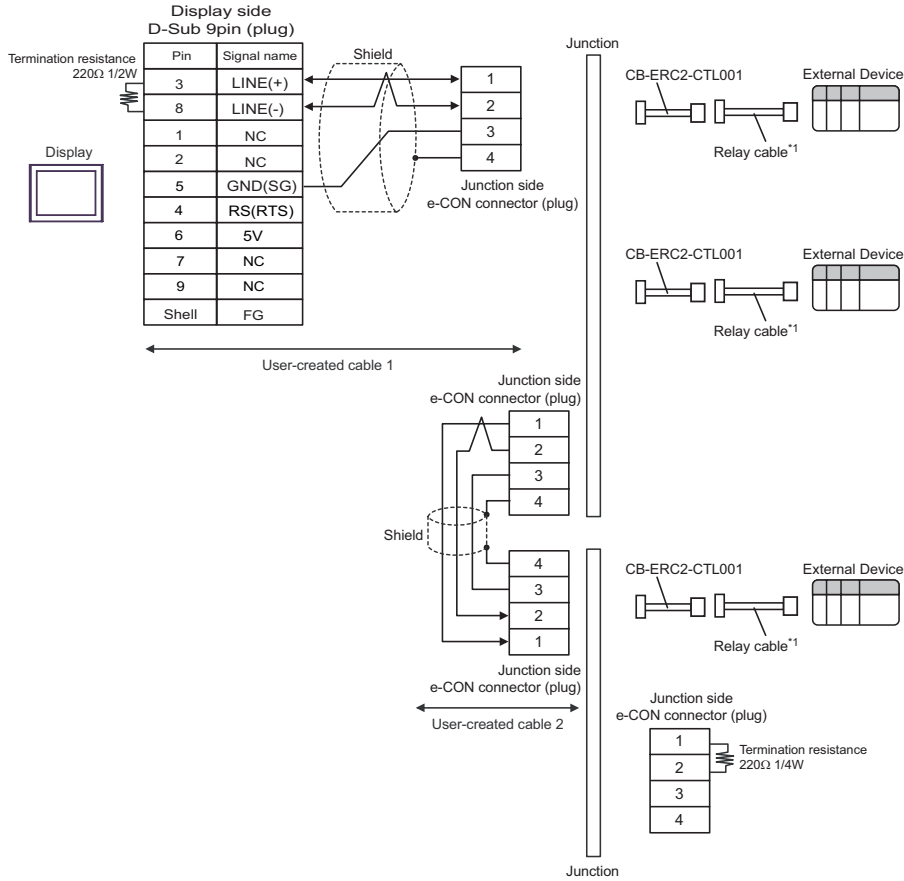 Display side
D-Sub 9pin (plug)
Termination resistance
220Ω 1/2W
Pin Signal name
3 LINE(+)
8 LINE(-)
1 NC
2 NC
5 GND(SG)
4 RS(RTS)
6 5V
7 NC
9 NC
Shell FG
Display
Shield
1
2
3
4
Junction side
e-CON connector (plug)
User-created cable 1
Junction
CB-ERC2-CTL001
External Device
Relay cable*1
CB-ERC2-CTL001
External Device
Relay cable*1
Junction side
e-CON connector (plug)
1
2
3
4
Shield
4
3
2
1
Junction side
e-CON connector (plug)
User-created cable 2
CB-ERC2-CTL001
External Device
Relay cable*1
Junction side
e-CON connector (plug)
1
2
3
4
Termination resistance
220Ω 1/4W
Junction